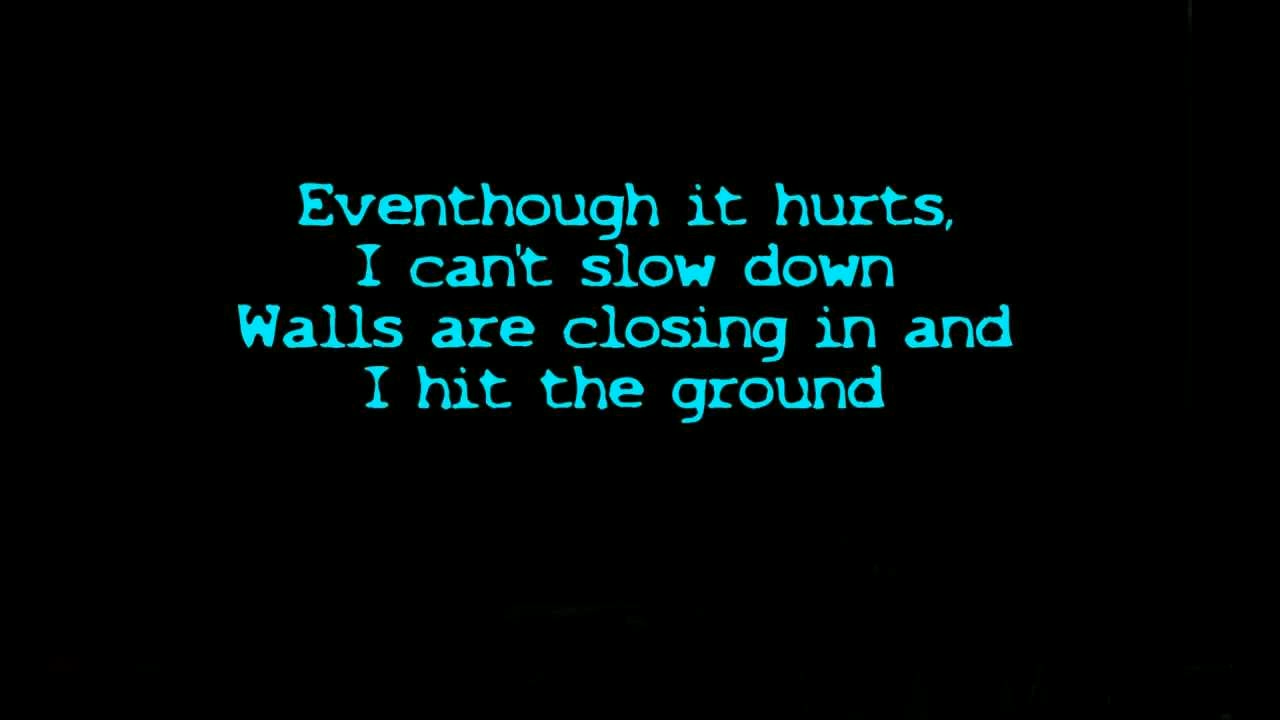 Eventhough it hurts,
I can't slow down
Walls are closing in and
I hit the ground